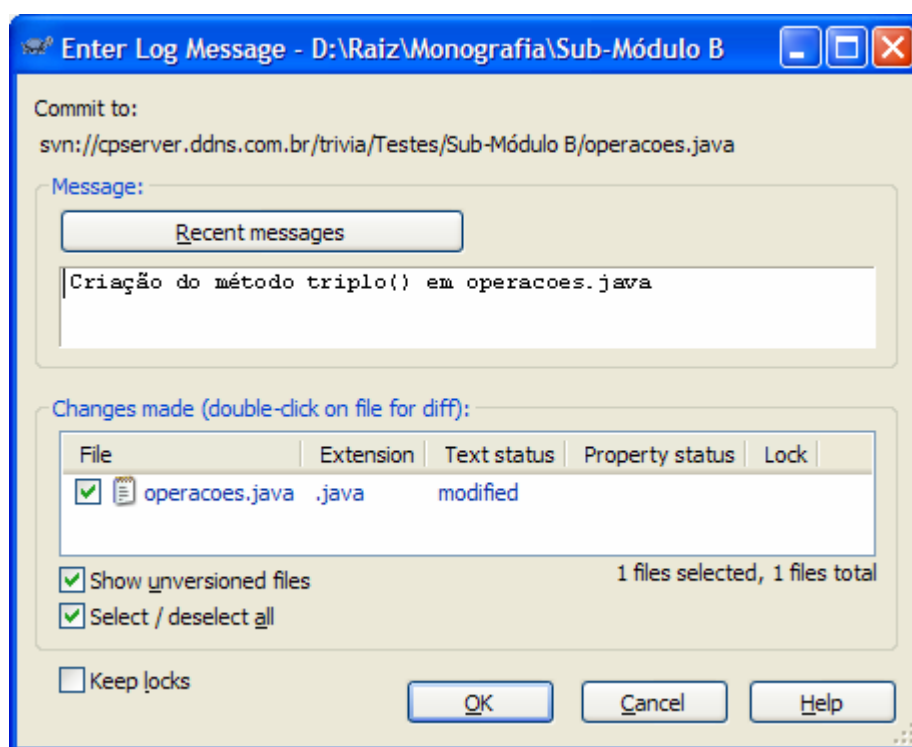 Enter Log Message - D:\Raiz\Monografia\Sub-Módulo B
Commit to:
svn://cpserver.ddns.com.br/trivia/Testes/Sub-Módulo B/operacoes.java
Message:
Recent messages
Criação do método triplo() em operacoes.java
Changes made (double-click on file for diff):
File Extension Text status Property status Lock
operacoes.java .java modified
Show unversioned files
1 files selected, 1 files total
Select / deselect all
Keep locks
OK Cancel Help